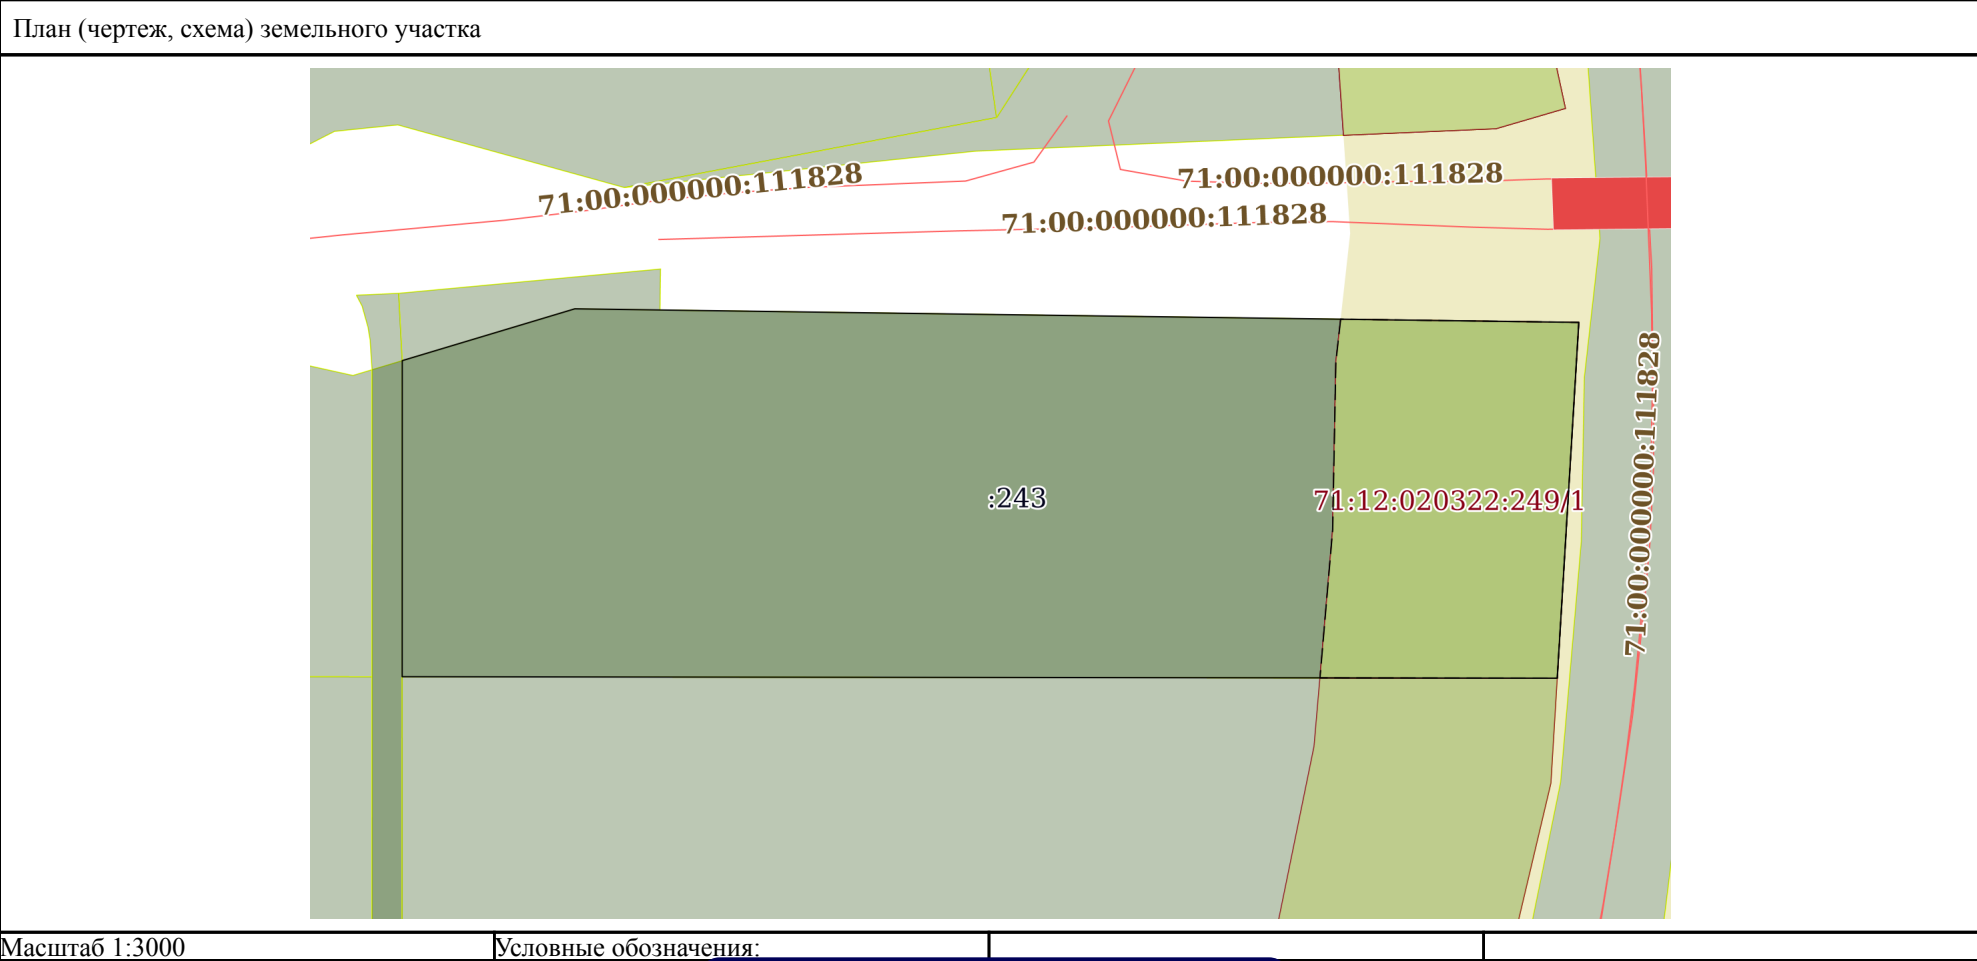 План (чертеж, схема) земельного участка
71:00:000000:111828
71:00:000000:111828
71:00:000000:111828
71:00:000000:111828
:243
71:12:020322:249/1
Масштаб 1:3000
Условные обозначения: